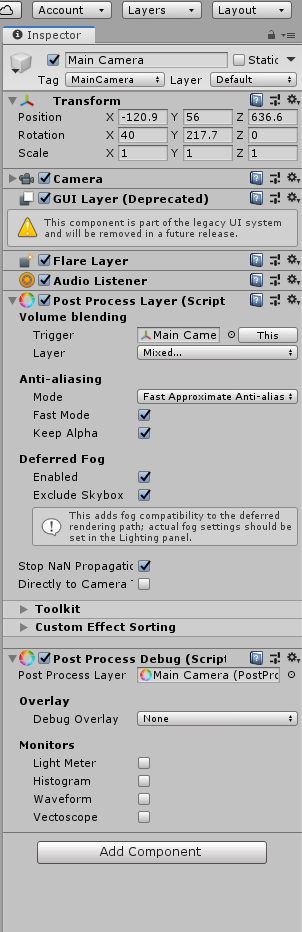 Account Layers Layout
Inspector
Main Camera Static
Tag MainCamera Layer Default
Transform
Position X -120.9 Y 56 Z 636.6
Rotation X 40 Y 217.7 Z 0
Scale X 1 Y 1 Z 1
Camera
GUI Layer (Deprecated)
This component is part of the legacy UI system
and will be removed in a future release.
Flare Layer
Audio Listener
Post Process Layer (Script
Volume blending
Trigger Main Came This
Layer Mixed...
Anti-aliasing
Mode Fast Approximate Anti-alias
Fast Mode
Keep Alpha
Deferred Fog
Enabled
Exclude Skybox
This adds fog compatibility to the deferred
rendering path; actual fog settings should be
set in the Lighting panel.
Stop NaN Propagatic
Directly to Camera T
Toolkit
Custom Effect Sorting
Post Process Debug (Script
Post Process Layer Main Camera (PostPro
Overlay
Debug Overlay None
Monitors
Light Meter
Histogram
Waveform
Vectoscope
Add Component